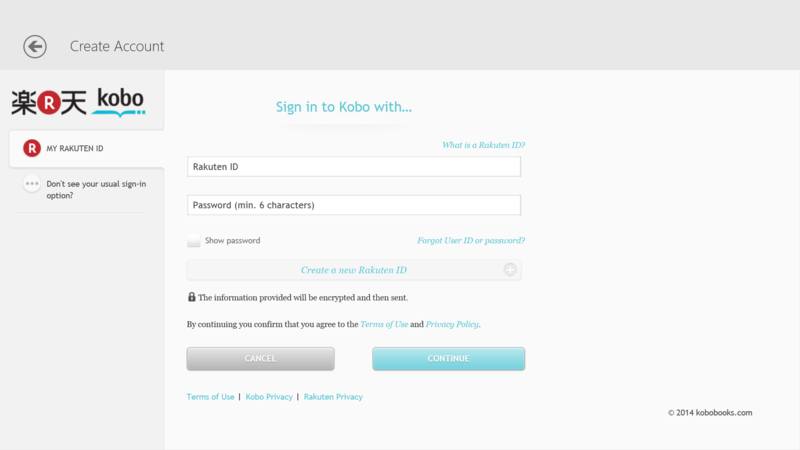 Create Account
楽R天 kobo
Sign in to Kobo with...
What is a Rakuten ID?
R MY RAKUTEN ID
Rakuten ID
Don't see your usual sign-in
option?
Password (min. 6 characters)
Show password
Forgot User ID or password?
Create a new Rakuten ID
The information provided will be encrypted and then sent.
By continuing you confirm that you agree to the Terms of Use and Privacy Policy.
CANCEL
CONTINUE
Terms of Use | Kobo Privacy | Rakuten Privacy
© 2014 kobobooks.com